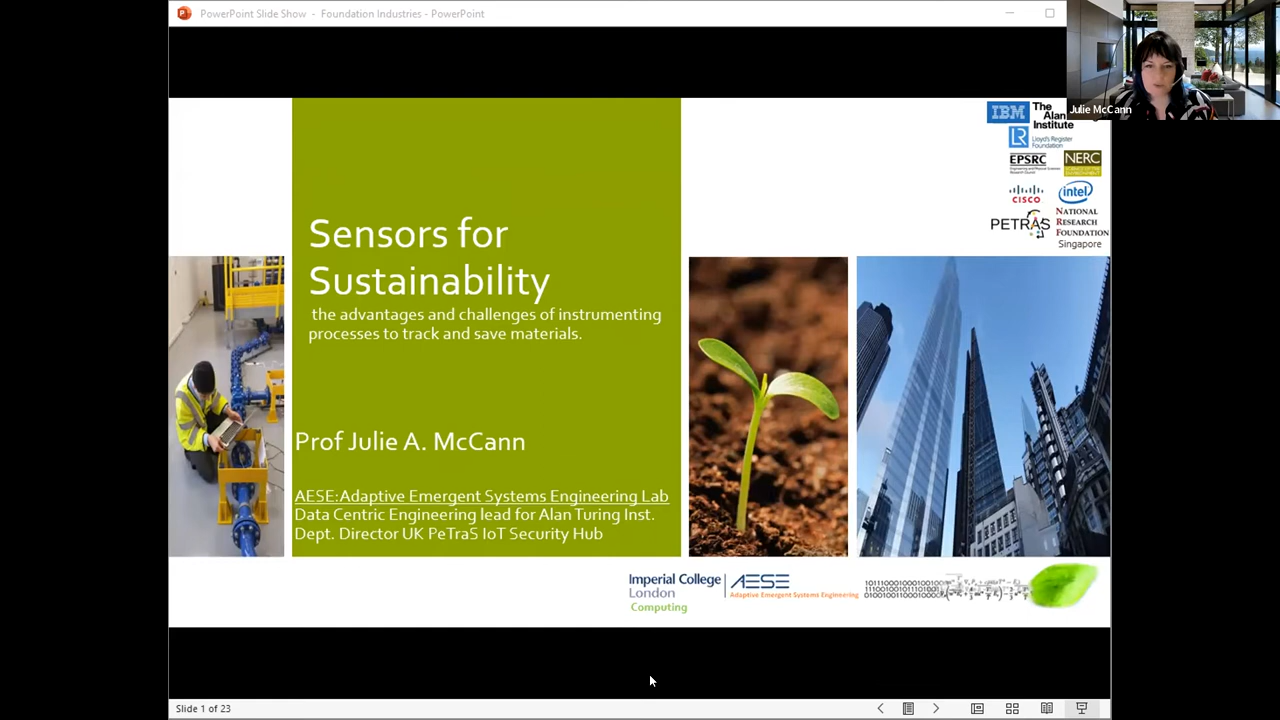 PowerPoint Slide Show - Foundation Industries - PowerPoint
Julie McCann
IBM
The
Alan
Institute
LR
Lloyd's Register
Foundation
EPSRC
NERC
CISCO
intel
PETRAS
NATIONAL
RESEARCH
FOUNDATION
Singapore
Sensors for
Sustainability
the advantages and challenges of instrumenting
processes to track and save materials.
Prof Julie A. McCann
AESE:Adaptive Emergent Systems Engineering Lab
Data Centric Engineering lead for Alan Turing Inst.
Dept. Director UK PeTraS IoT Security Hub
Imperial College
London
Computing
AESE
Adaptive Emergent Systems Engineering
Slide 1 of 23